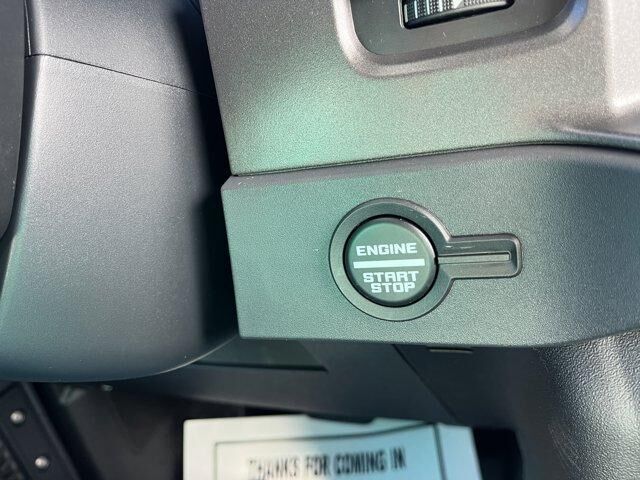 ENGINE
START
STOP
THANKS FOR COMING IN